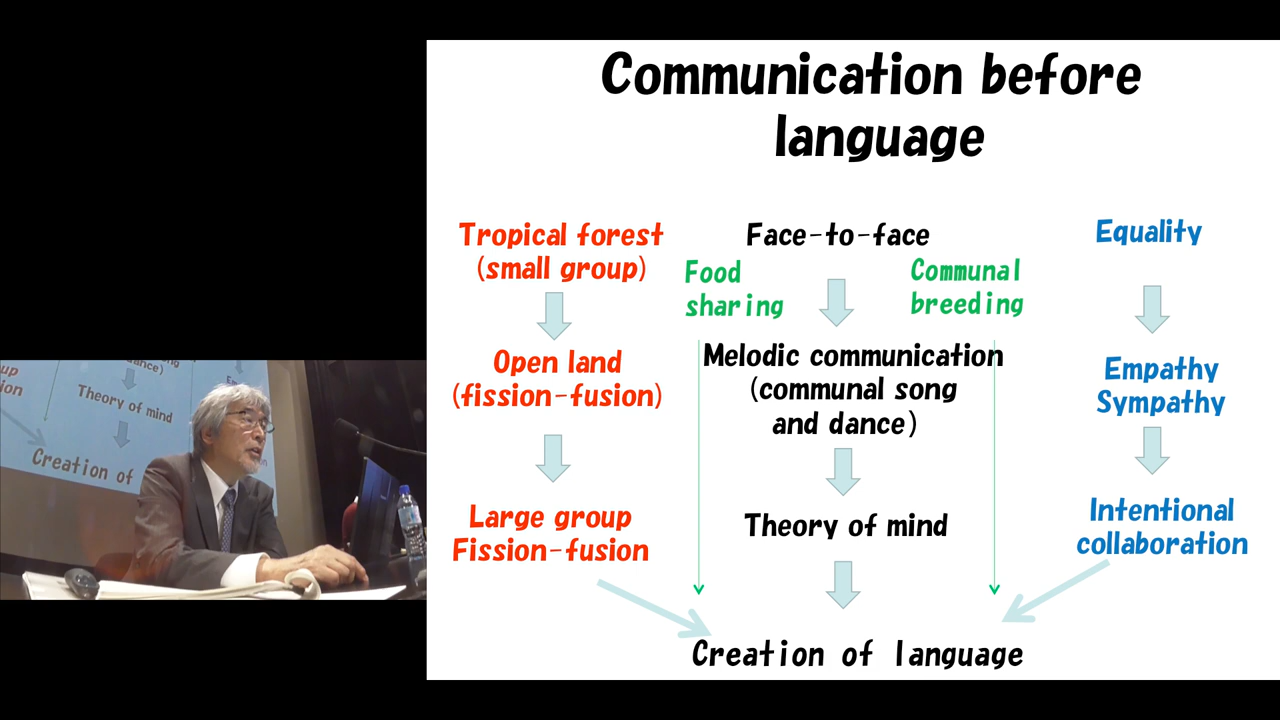 Communication before
language
Tropical forest
(small group)
Open land
(fission-fusion)
Large group
Fission-fusion
Food
sharing
Face-to-face
Communal
breeding
Melodic communication
(communal song
and dance)
Theory of mind
Equality
Empathy
Sympathy
Intentional
collaboration
Creation of language
dance)
Theory of mind
Creation of